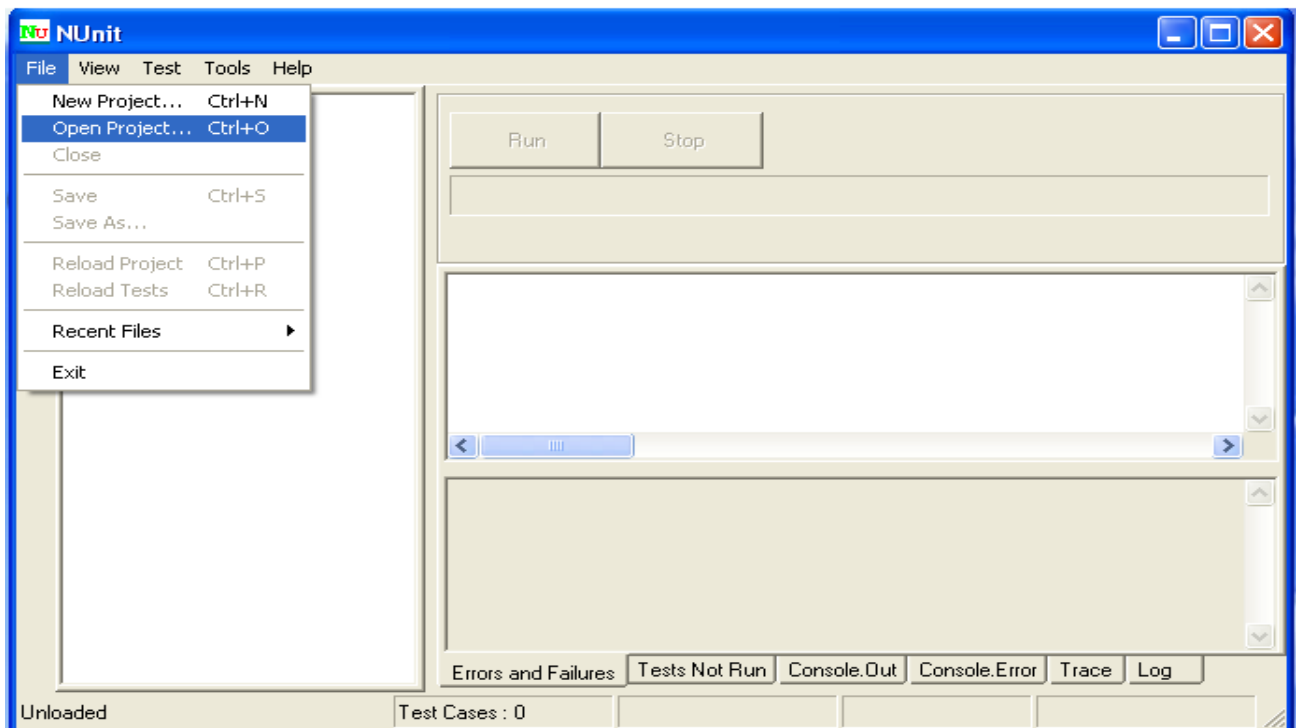 NU NUnit
File View Test Tools Help
New Project... Ctrl+N
Open Project... Ctrl+O
Close
Save Ctrl+S
Save As...
Reload Project Ctrl+P
Reload Tests Ctrl+R
Recent Files
Exit
Run Stop
Errors and Failures Tests Not Run Console.Out Console.Error Trace Log
Unloaded Test Cases : 0